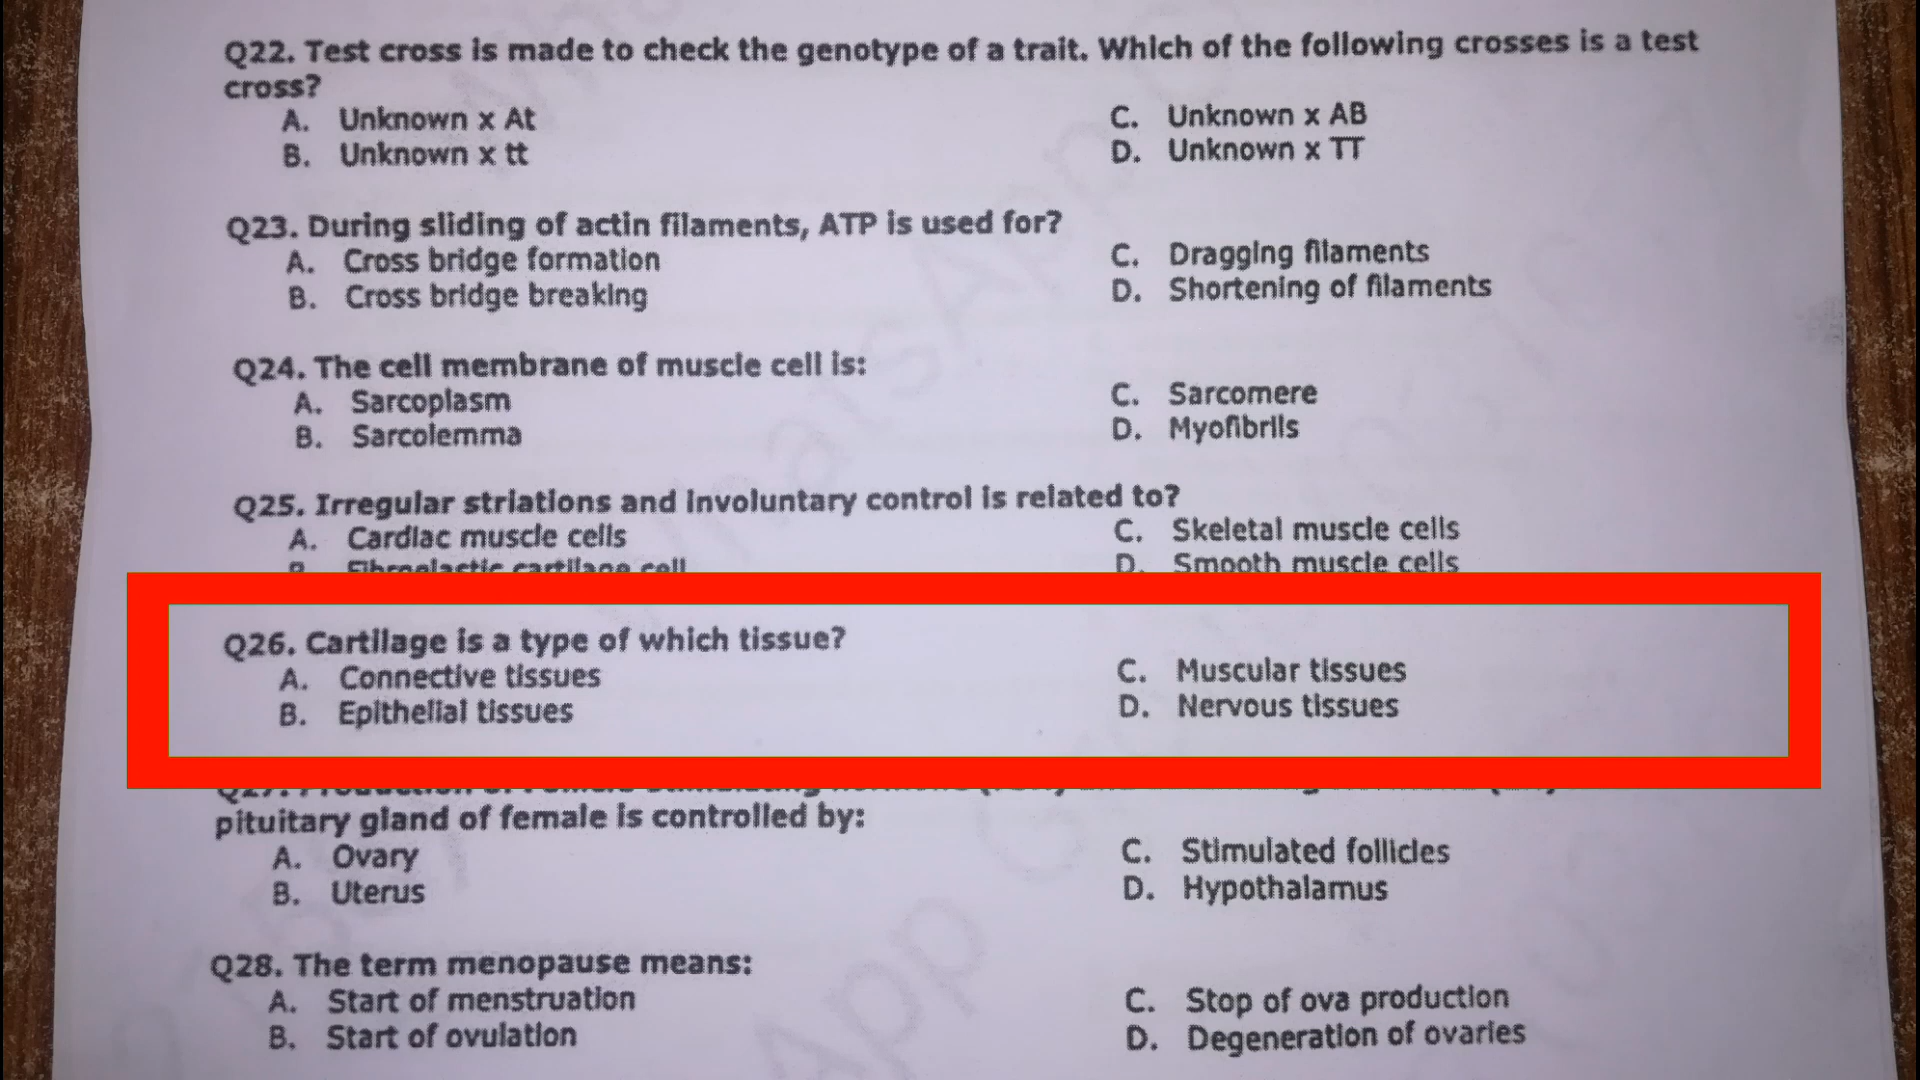 Q22. Test cross is made to check the genotype of a trait. Which of the following crosses is a test
cross?
A. Unknown x At
B. Unknown x tt
C. Unknown x AB
D. Unknown x TT
Q23. During sliding of actin filaments, ATP is used for?
A. Cross bridge formation
B. Cross bridge breaking
C. Dragging filaments
D. Shortening of filaments
Q24. The cell membrane of muscle cell is:
A. Sarcoplasm
B. Sarcolemma
C. Sarcomere
D. Myofibrils
Q25. Irregular striations and involuntary control is related to?
A. Cardiac muscle cells
B. Fibroelactic cartilage cell
C. Skeletal muscle cells
D. Smooth muscle cells
Q26. Cartilage is a type of which tissue?
A. Connective tissues
B. Epithelial tissues
C. Muscular tissues
D. Nervous tissues
pituitary gland of female is controlled by:
A. Ovary
B. Uterus
C. Stimulated follicles
D. Hypothalamus
Q28. The term menopause means:
A. Start of menstruation
B. Start of ovulation
C. Stop of ova production
D. Degeneration of ovaries